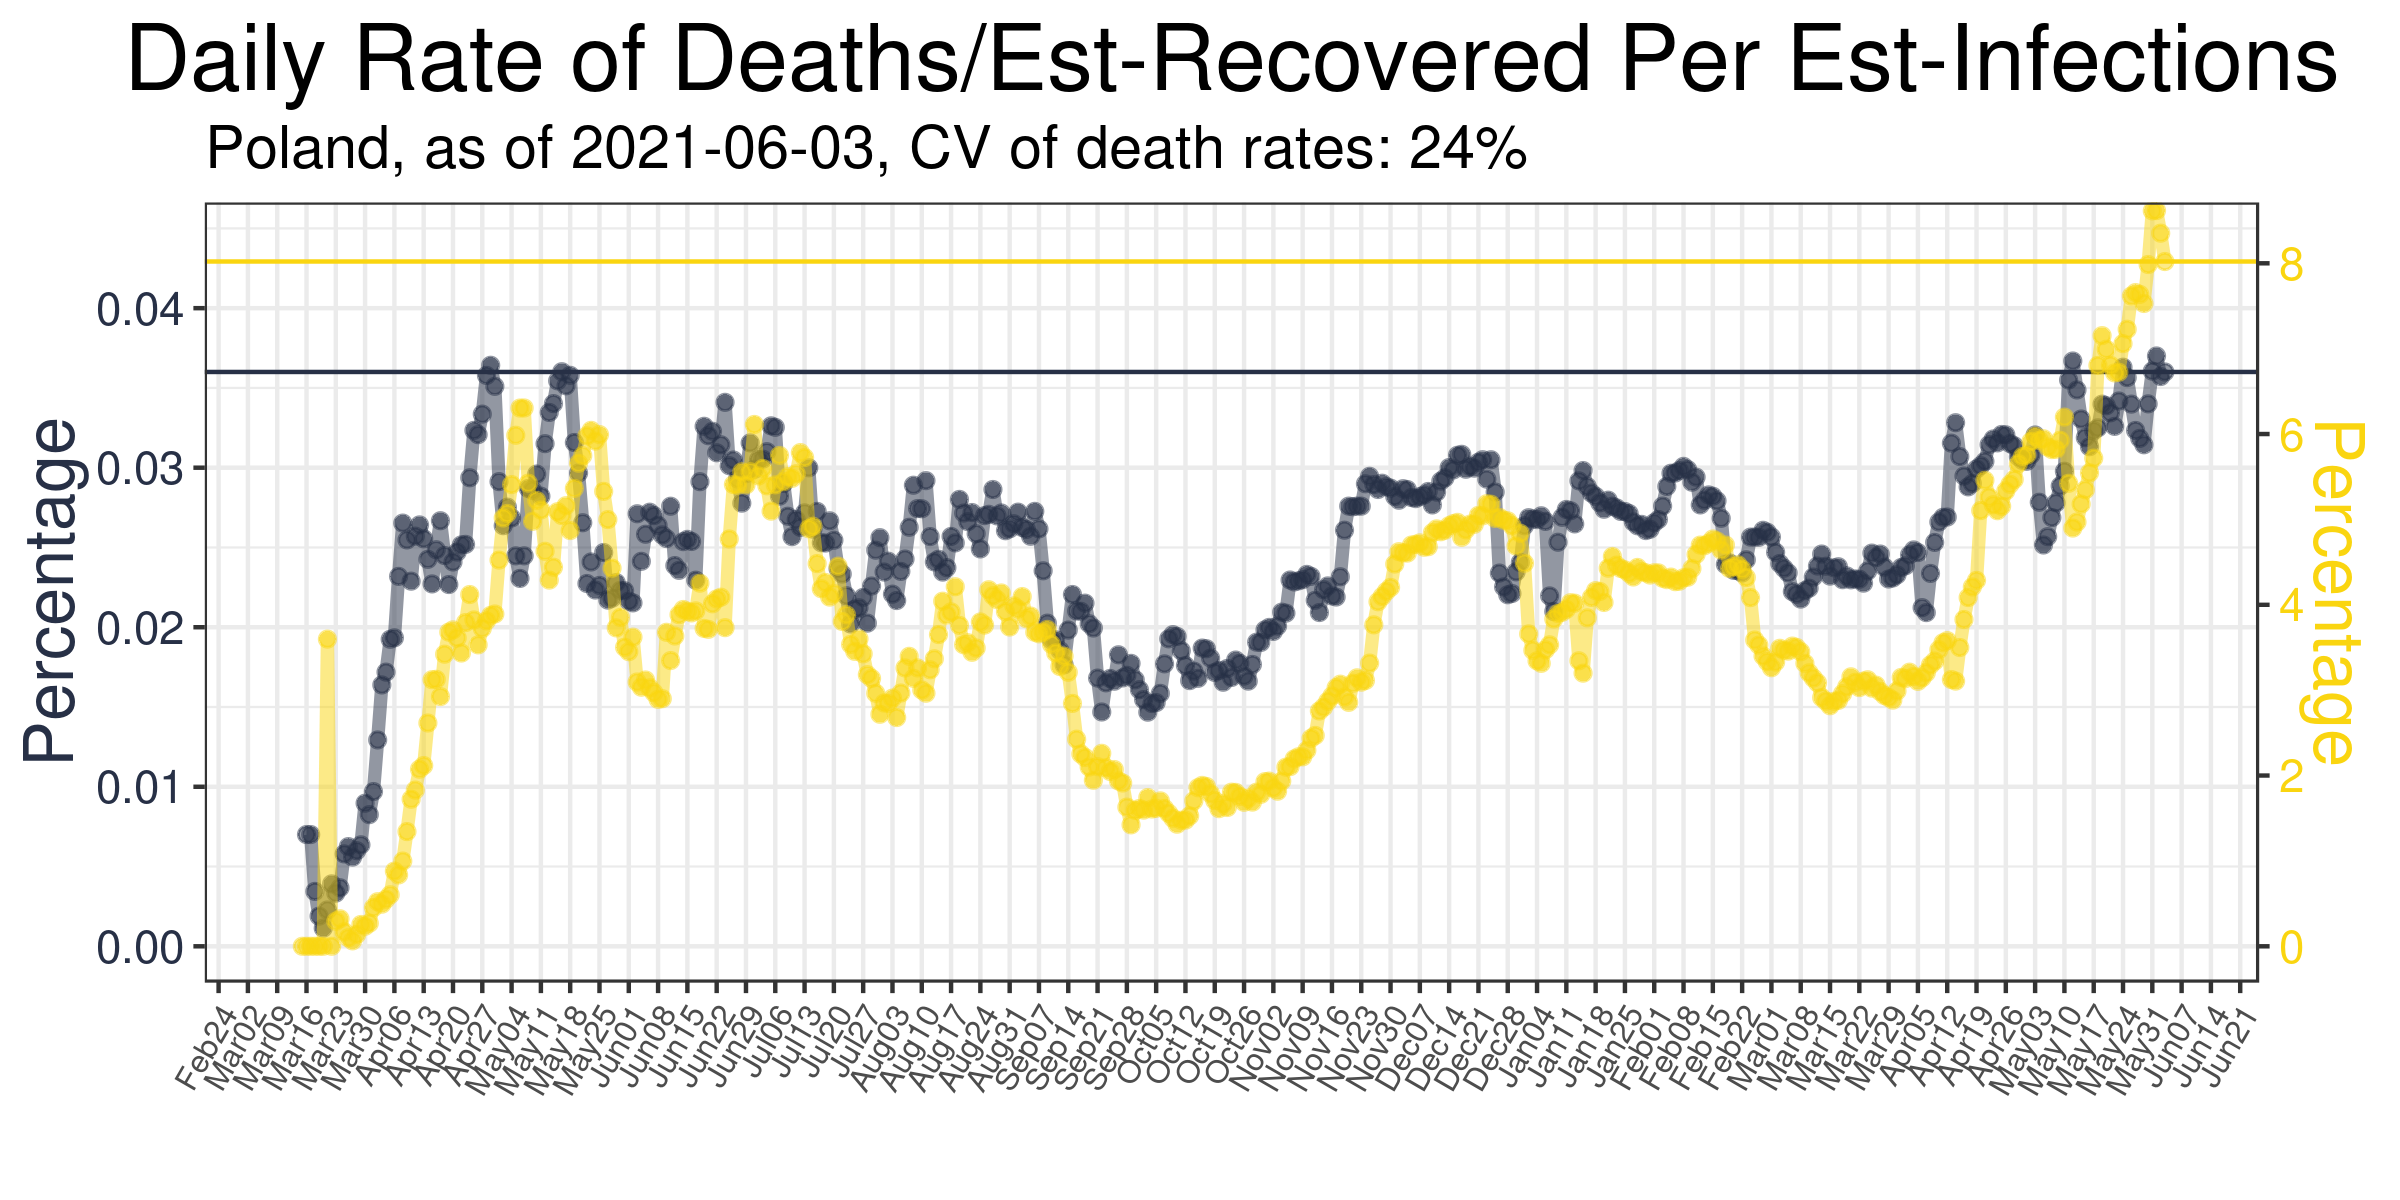 Daily Rate of Deaths/Est-Recovered Per Est-Infections
Poland, as of 2021-06-03, CV of death rates: 24%
Percentage
0.04
0.03
0.02
0.01
0.00
8
6
4
2
0
Percentage
Feb24
Mar02
Mar09
Mar16
Mar23
Mar30
Apr06
Apr13
Apr20
Apr27
May04
May11
May18
May25
Jun01
Jun08
Jun15
Jun22
Jun29
Jul06
Jul13
Jul20
Jul27
Aug03
Aug10
Aug17
Aug24
Aug31
Sep07
Sep14
Sep21
Sep28
Oct05
Oct12
Oct19
Oct26
Nov02
Nov09
Nov16
Nov23
Nov30
Dec07
Dec14
Dec21
Dec28
Jan04
Jan11
Jan18
Jan25
Feb01
Feb08
Feb15
Feb22
Mar01
Mar08
Mar15
Mar22
Mar29
Apr05
Apr12
Apr19
Apr26
May03
May10
May17
May24
May31
Jun07
Jun14
Jun21